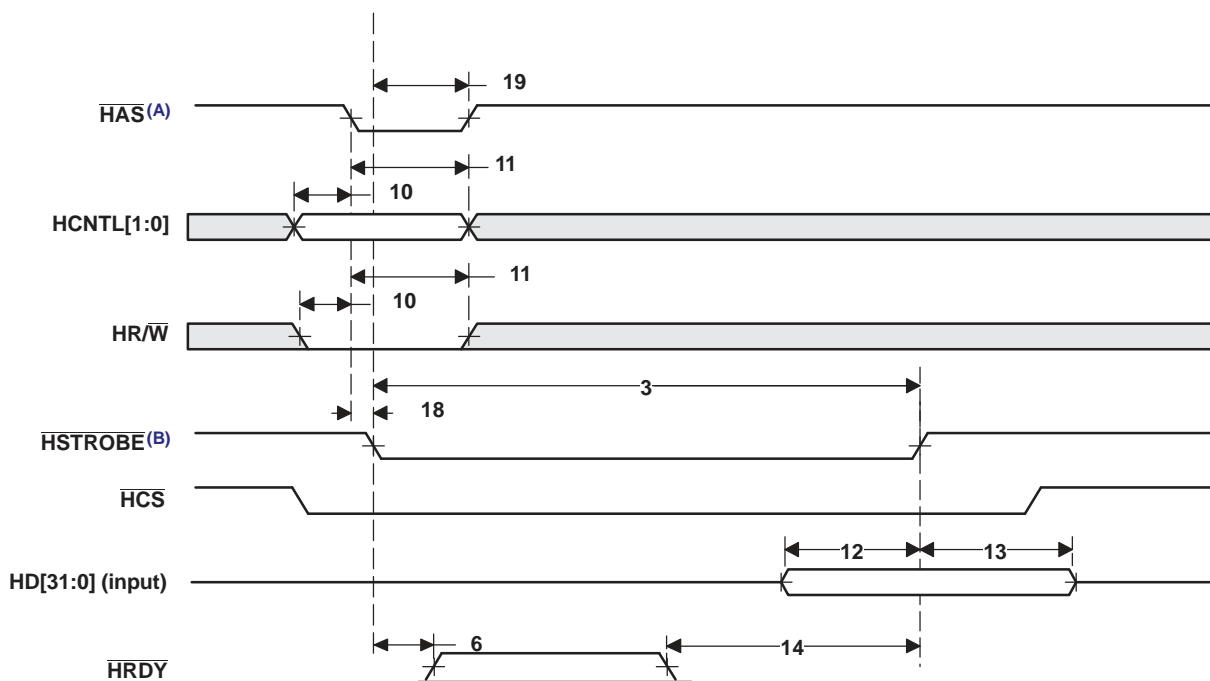 19
HAS(A)
11
10
HCNTL[1:0]
11
10
HR/W
3
18
HSTROBE(B)
HCS
12
13
HD[31:0] (input)
6
14
HRDY